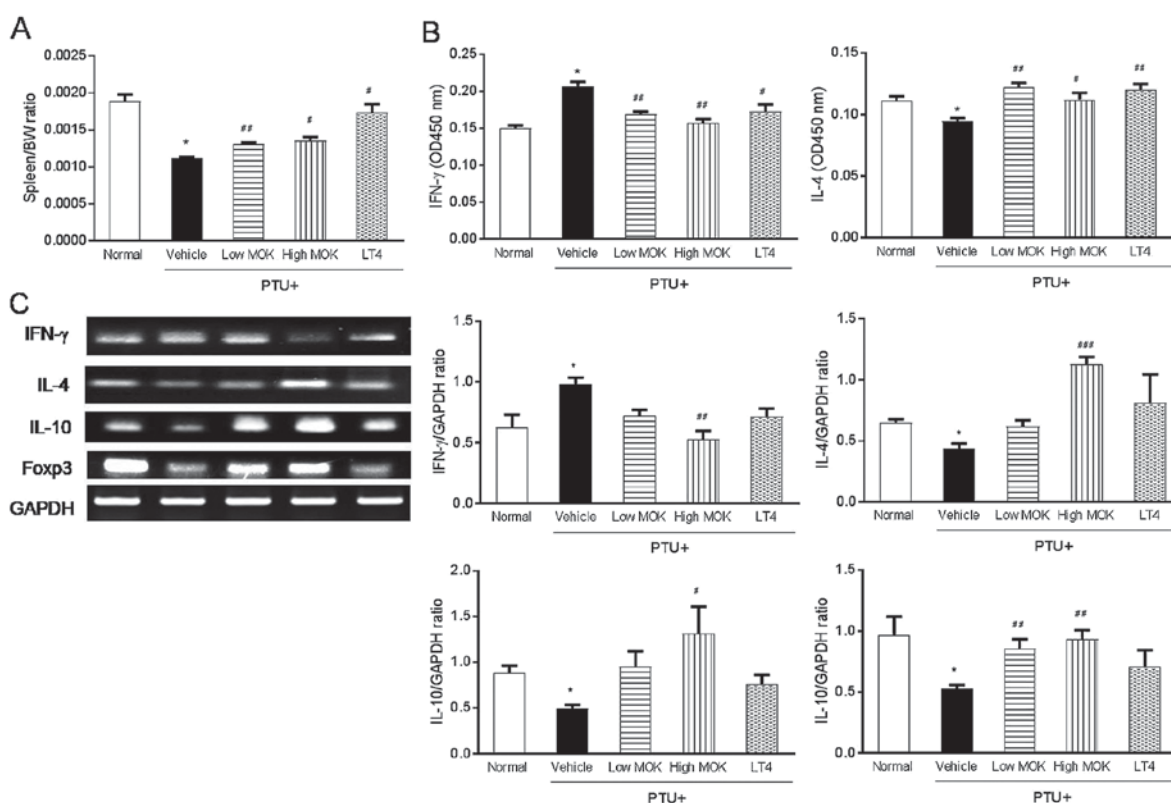 A
Spleen/BW ratio
0.0025
0.0020
0.0015
0.0010
0.0005
0.0000
*
##
#
#
Normal Vehicle Low MOK High MOK LT4
PTU+
B
IFN-γ (OD450 nm)
0.25
0.20
0.15
0.10
0.05
0.00
*
##
##
#
Normal Vehicle Low MOK High MOK LT4
PTU+
IL-4 (OD450 nm)
0.15
0.10
0.05
0.00
*
##
#
##
Normal Vehicle Low MOK High MOK LT4
PTU+
C
IFN-γ
IL-4
IL-10
Foxp3
GAPDH
IFN-γ/GAPDH ratio
1.5
1.0
0.5
0.0
*
##
Normal Vehicle Low MOK High MOK LT4
PTU+
IL-4/GAPDH ratio
1.5
1.0
0.5
0.0
*
###
Normal Vehicle Low MOK High MOK LT4
PTU+
IL-10/GAPDH ratio
2.0
1.5
1.0
0.5
0.0
*
#
Normal Vehicle Low MOK High MOK LT4
PTU+
IL-10/GAPDH ratio
1.5
1.0
0.5
0.0
*
##
##
Normal Vehicle Low MOK High MOK LT4
PTU+